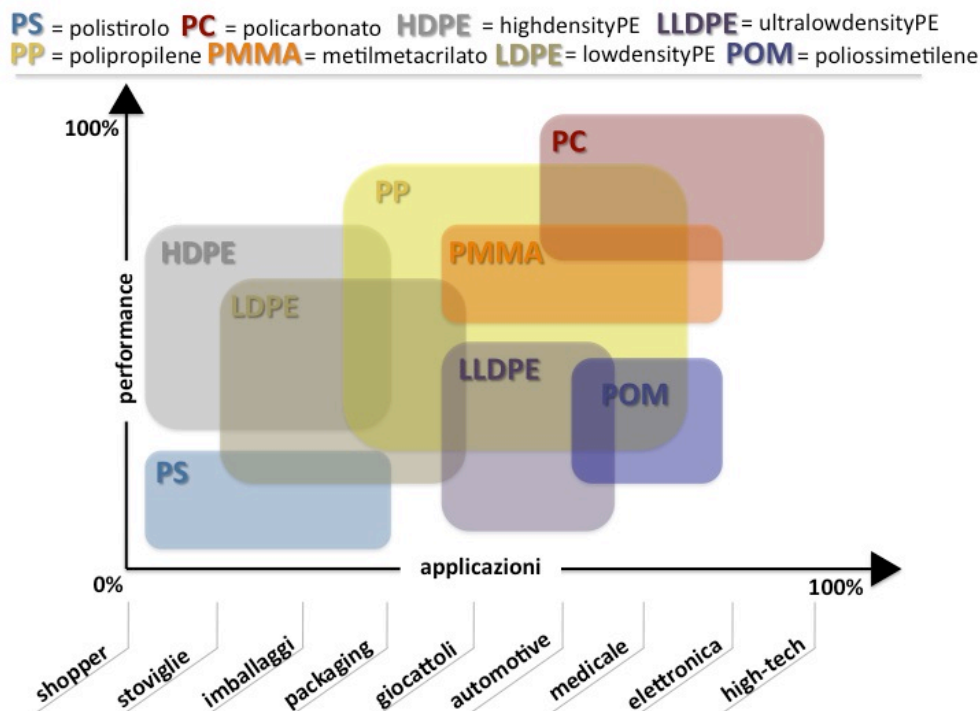 PS = polistirolo PC = policarbonato HDPE = highdensityPE LLDPE = ultralowdensityPE
PP = polipropilene PMMA = metilmetacrilato LDPE = lowdensityPE POM = poliossimetilene
100%
PC
PP
HDPE
PMMA
LDPE
performance
LLDPE
POM
PS
applicazioni
0%
100%
shopper
stoviglie
imballaggi
packaging
giocattoli
automotive
medicale
elettronica
high-tech